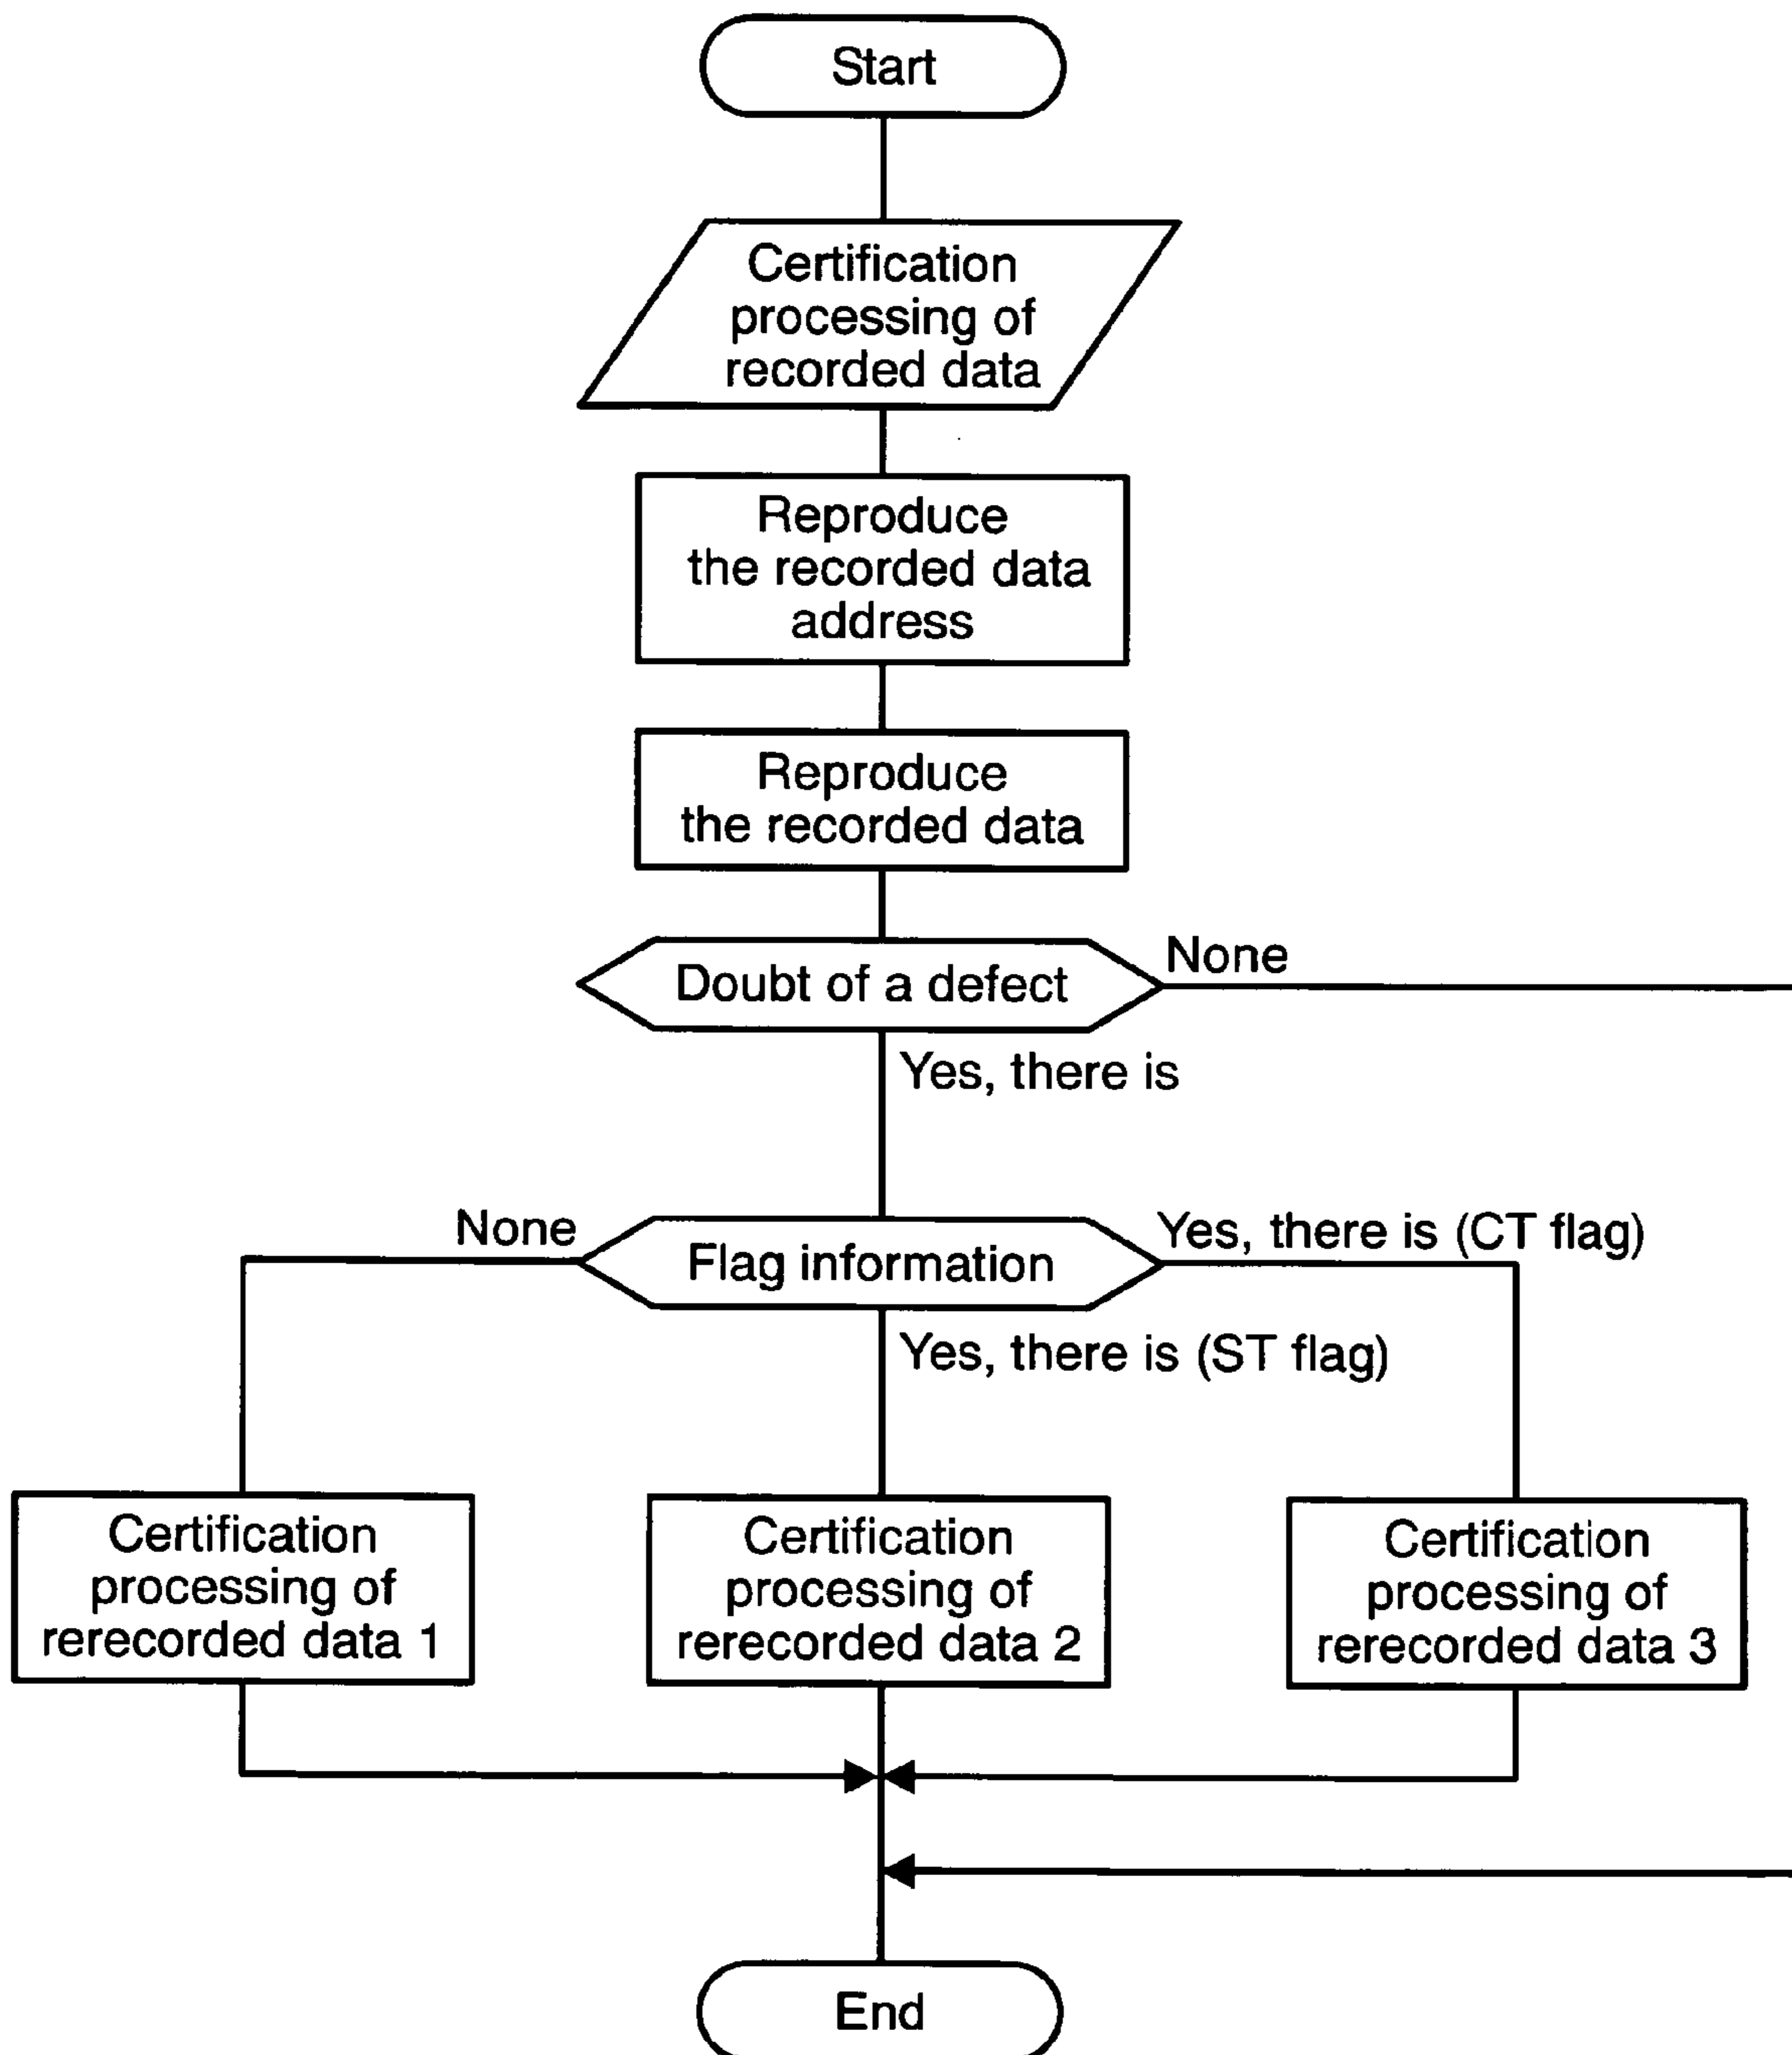 Start
Certification
processing of
recorded data
Reproduce
the recorded data
address
Reproduce
the recorded data
Doubt of a defect
None
Yes, there is
None
Flag information
Yes, there is (CT flag)
Yes, there is (ST flag)
Certification
processing of
rerecorded data 1
Certification
processing of
rerecorded data 2
Certification
processing of
rerecorded data 3
End